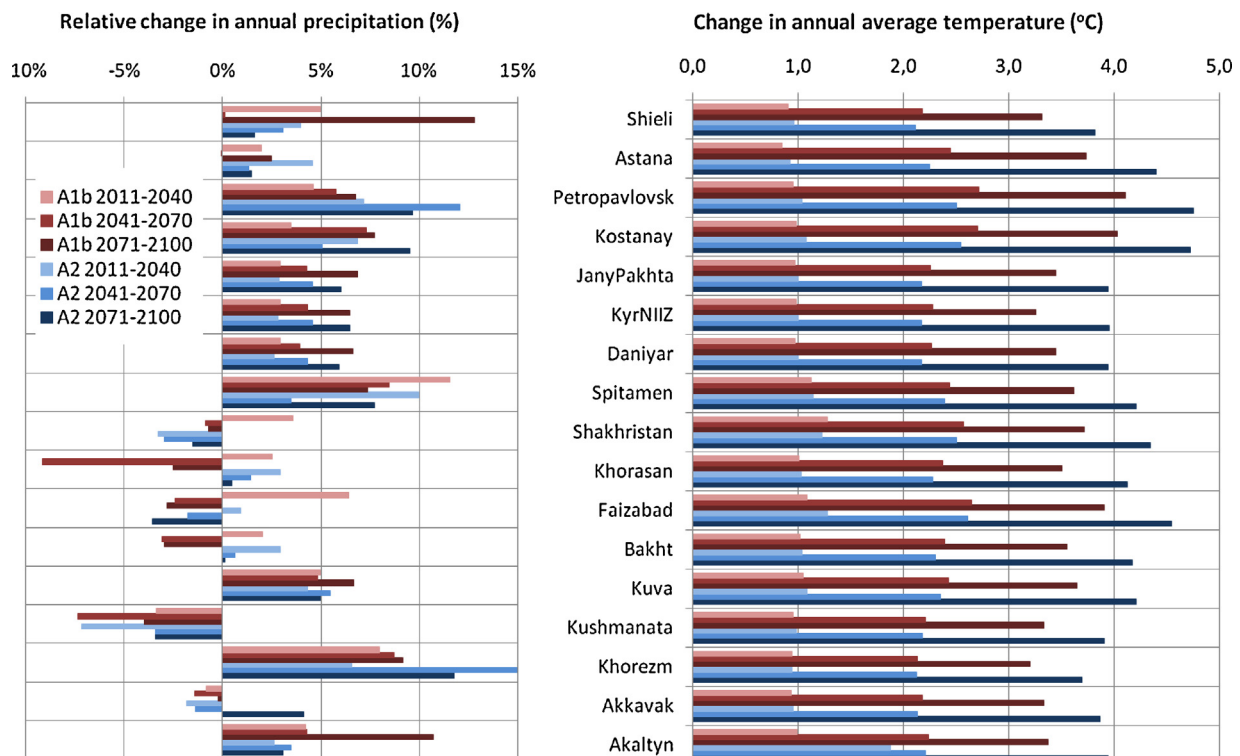 Relative change in annual precipitation (%)
10% -5% 0% 5% 10% 15%
A1b 2011-2040
A1b 2041-2070
A1b 2071-2100
A2 2011-2040
A2 2041-2070
A2 2071-2100
Change in annual average temperature (°C)
0,0 1,0 2,0 3,0 4,0 5,0
Shieli
Astana
Petropavlovsk
Kostanay
JanyPakhta
KyrNIIZ
Daniyar
Spitamen
Shakhristan
Khorasan
Faizabad
Bakht
Kuva
Kushmanata
Khorezm
Akkavak
Akaltyn